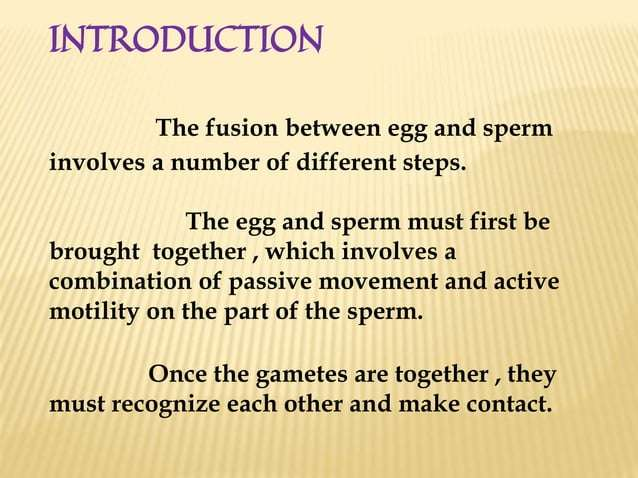 INTRODUCTION
The fusion between egg and sperm
involves a number of different steps.
The egg and sperm must first be
brought together , which involves a
combination of passive movement and active
motility on the part of the sperm.
Once the gametes are together , they
must recognize each other and make contact.